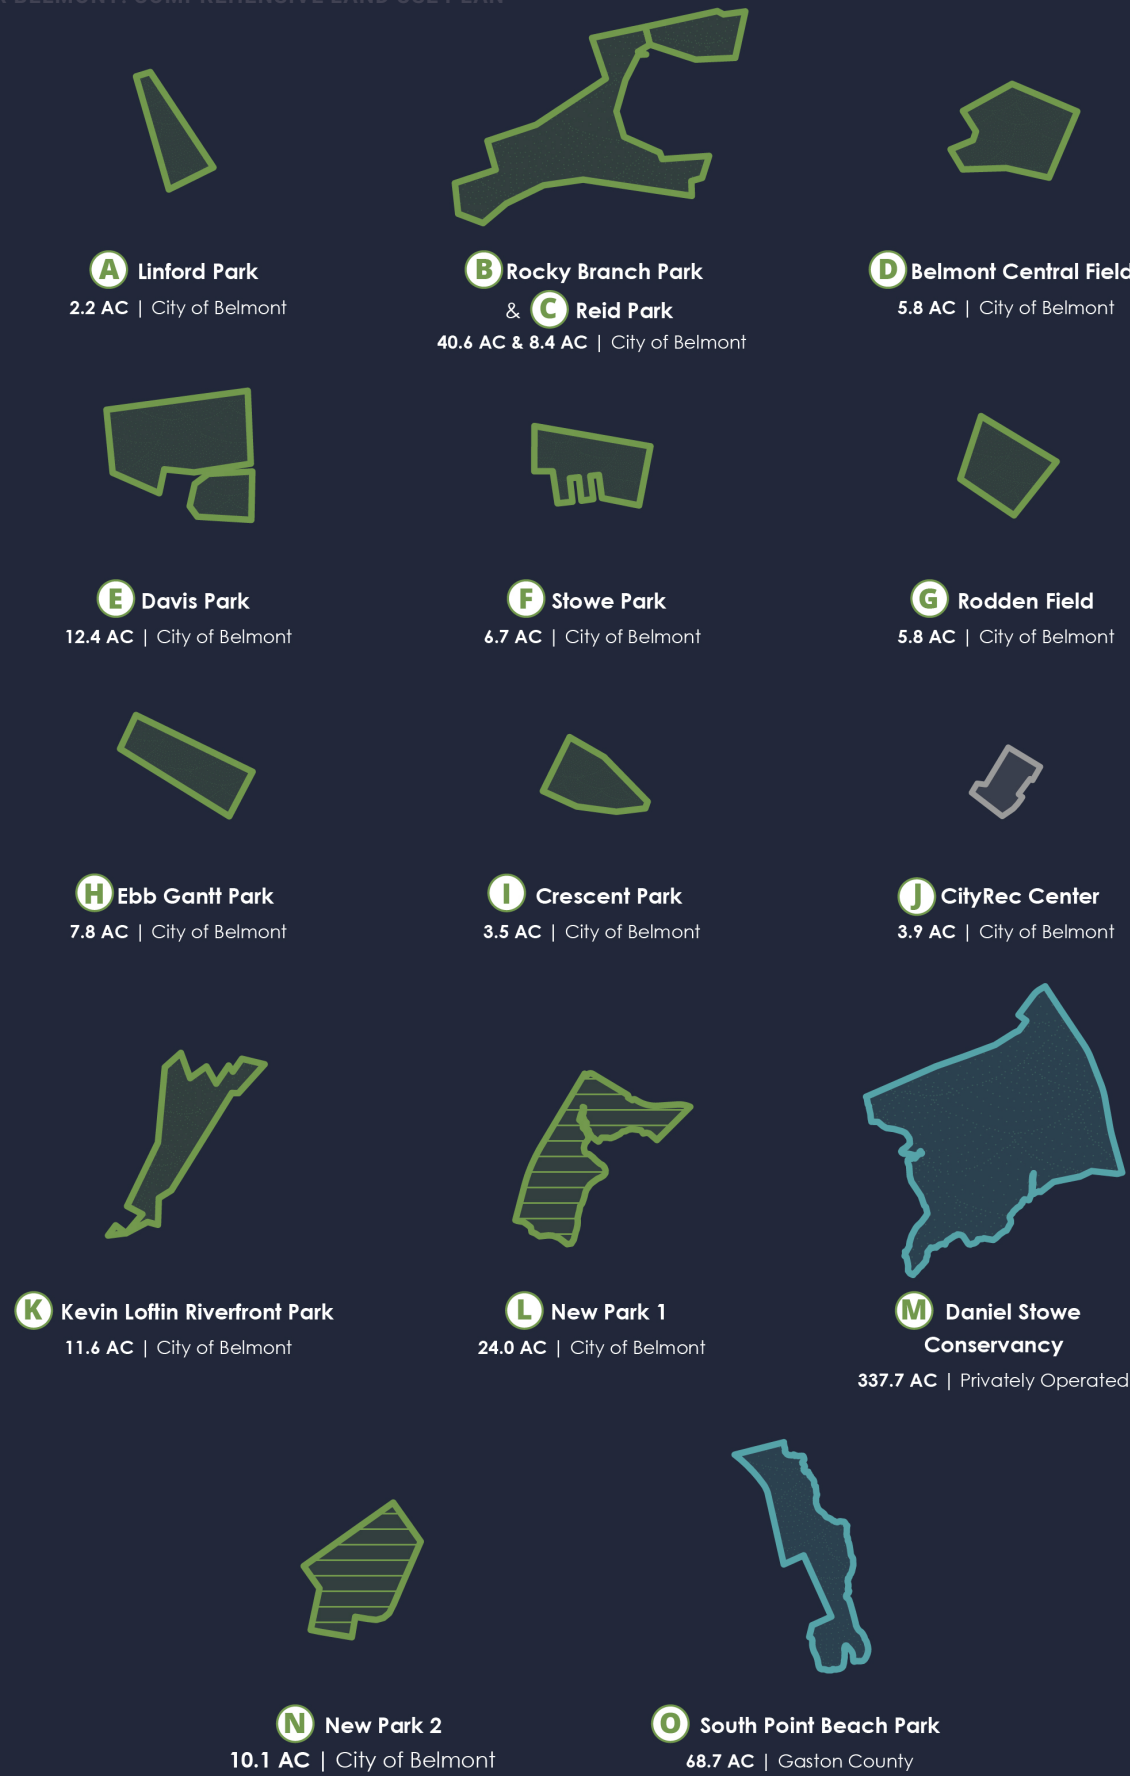 BELMONT: COMPREHENSIVE LAND USE PLAN
A Linford Park
2.2 AC | City of Belmont
B Rocky Branch Park
& C Reid Park
40.6 AC & 8.4 AC | City of Belmont
D Belmont Central Field
5.8 AC | City of Belmont
E Davis Park
12.4 AC | City of Belmont
F Stowe Park
6.7 AC | City of Belmont
G Rodden Field
5.8 AC | City of Belmont
H Ebb Gantt Park
7.8 AC | City of Belmont
I Crescent Park
3.5 AC | City of Belmont
J CityRec Center
3.9 AC | City of Belmont
K Kevin Loftin Riverfront Park
11.6 AC | City of Belmont
L New Park 1
24.0 AC | City of Belmont
M Daniel Stowe
Conservancy
337.7 AC | Privately Operated
N New Park 2
10.1 AC | City of Belmont
O South Point Beach Park
68.7 AC | Gaston County